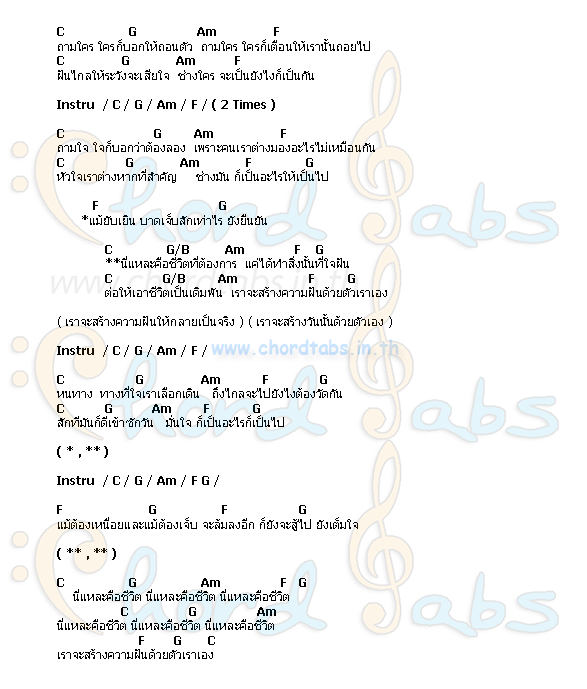 C G Am F
ถามใคร ใครก็บอกให้ถอนตัว ถามใคร ใครก็เตือนให้เรานั้นถอยไป
C G Am F
ฝันไกลให้ระวังจะเสียใจ ช่างใคร จะเป็นยังไงก็เป็นกัน
Instru / C / G / Am / F / ( 2 Times )
C G Am F
ถามใจ ใจก็บอกว่าต้องลอง เพราะคนเราต่างมองอะไรไม่เหมือนกัน
C G Am F G
หัวใจเราต่างหากที่สำคัญ ช่างมัน ก็เป็นอะไรให้เป็นไป
F G
*แม้ยับเยิน บาดเจ็บสักเท่าไร ยังยืนยัน
C G/B Am F G
**นี่แหละคือชีวิตที่ต้องการ แค่ได้ทำสิ่งนั้นที่ใจฝัน
C G/B Am F G
ต่อให้เอาชีวิตเป็นเดิมพัน เราจะสร้างความฝันด้วยตัวเราเอง
( เราจะสร้างความฝันให้กลายเป็นจริง ) ( เราจะสร้างวันนั้นด้วยตัวเอง )
Instru / C / G / Am / F /
www.chordtabs.in.th
C G Am F G
หนทาง ทางที่ใจเราเลือกเดิน ถึงไกลจะไปยังไงต้องวัดกัน
C G Am F G
สักทีมันก็ดีเข้าซักวัน มั่นใจ ก็เป็นอะไรก็เป็นไป
( * , ** )
Instru / C / G / Am / F G /
F G F G
แม้ต้องเหนื่อยและแม้ต้องเจ็บ จะล้มลงอีก ก็ยังจะสู้ไป ยังเต็มใจ
( ** , ** )
C G Am F G
นี่แหละคือชีวิต นี่แหละคือชีวิต นี่แหละคือชีวิต
C G Am
นี่แหละคือชีวิต นี่แหละคือชีวิต นี่แหละคือชีวิต
F G C
เราจะสร้างความฝันด้วยตัวเราเอง